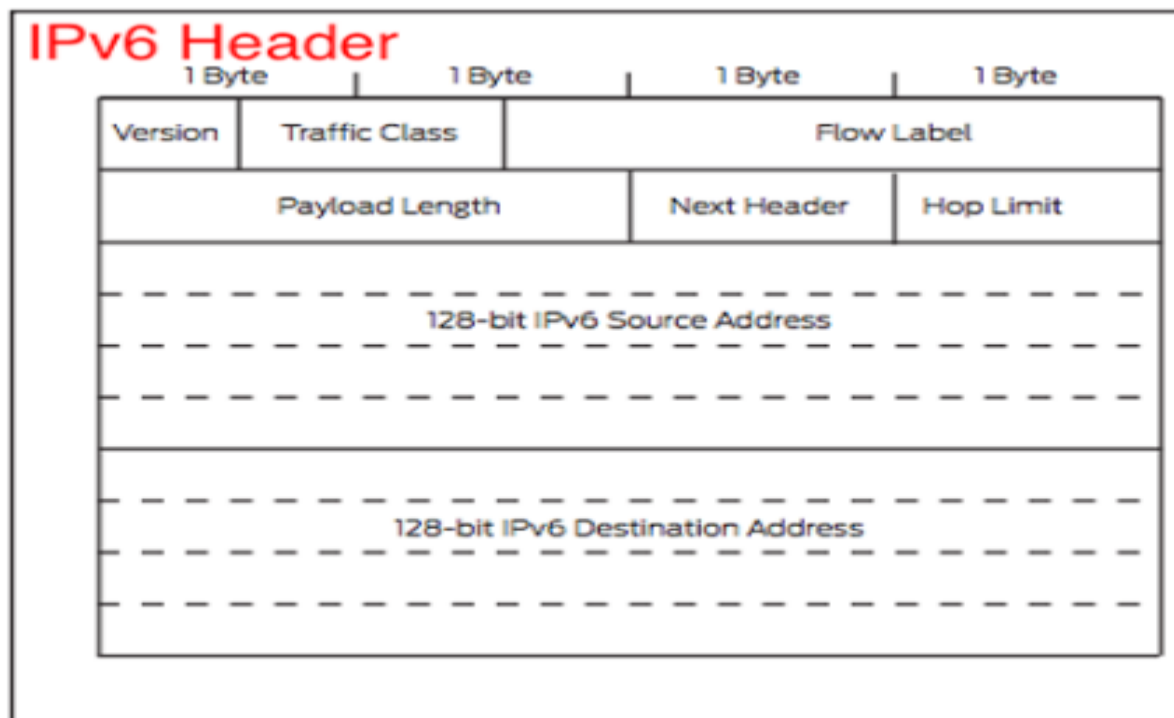 IPv6 Header
1 Byte 1 Byte 1 Byte 1 Byte
Version Traffic Class Flow Label
Payload Length Next Header Hop Limit
128-bit IPv6 Source Address
128-bit IPv6 Destination Address